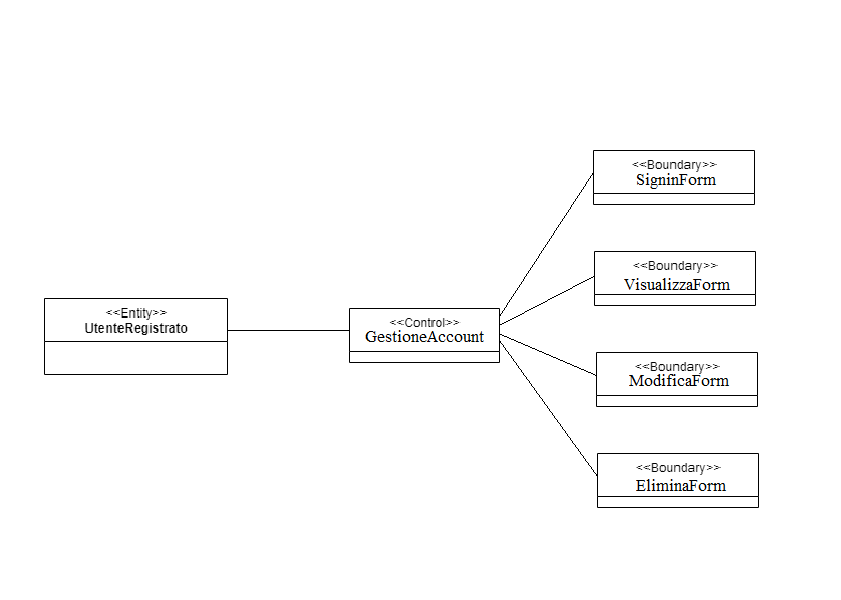 <<Boundary>>
SigninForm
<<Boundary>>
VisualizzaForm
<<Entity>>
UtenteRegistrato
<<Control>>
GestioneAccount
<<Boundary>>
ModificaForm
<<Boundary>>
EliminaForm